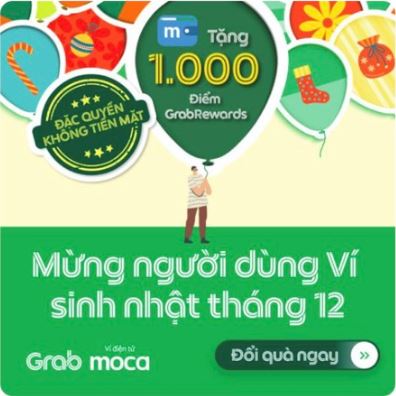 m Tặng
1.000
Điểm
GrabRewards
ĐẶC QUYỀN
KHÔNG TIỀN MẶT
Mừng người dùng Ví
sinh nhật tháng 12
Ví điện tử
Grab moca
Đổi quà ngay »